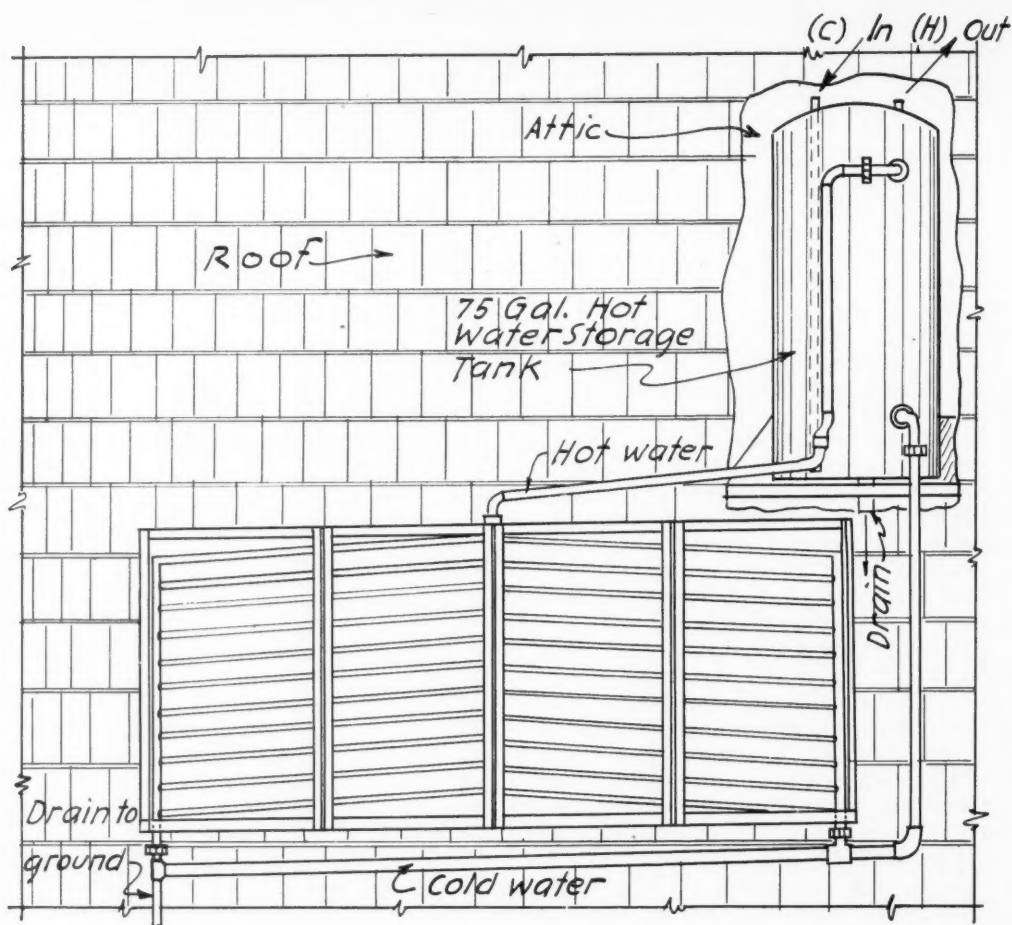 (C) In (H) Out
Attic
Roof
75 Gal. Hot
Water Storage
Tank
Hot water
Drain
Drain to
ground
Cold water